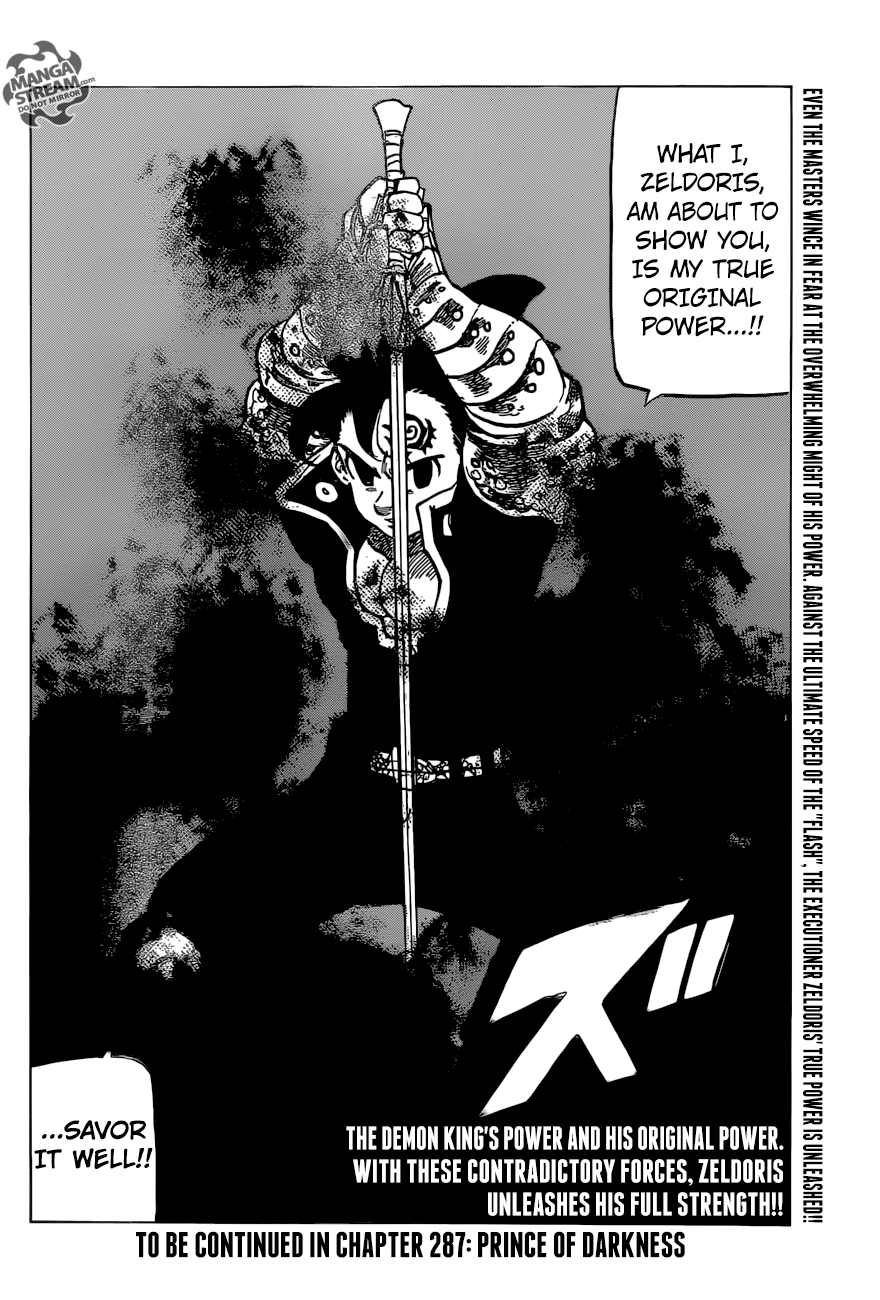 MANGA
STREAM.com
DO NOT MIRROR
WHAT I,
ZELDORIS,
AM ABOUT TO
SHOW YOU,
IS MY TRUE
ORIGINAL
POWER...!!
EVEN THE MASTERS WINCE IN FEAR AT THE OVERWHELMING MIGHT OF HIS POWER. AGAINST THE ULTIMATE SPEED OF THE "FLASH", THE EXECUTIONER ZELDORIS' TRUE POWER IS UNLEASHED!!
ズ
...SAVOR
IT WELL!!
THE DEMON KING'S POWER AND HIS ORIGINAL POWER.
WITH THESE CONTRADICTORY FORCES, ZELDORIS
UNLEASHES HIS FULL STRENGTH!!
TO BE CONTINUED IN CHAPTER 287: PRINCE OF DARKNESS